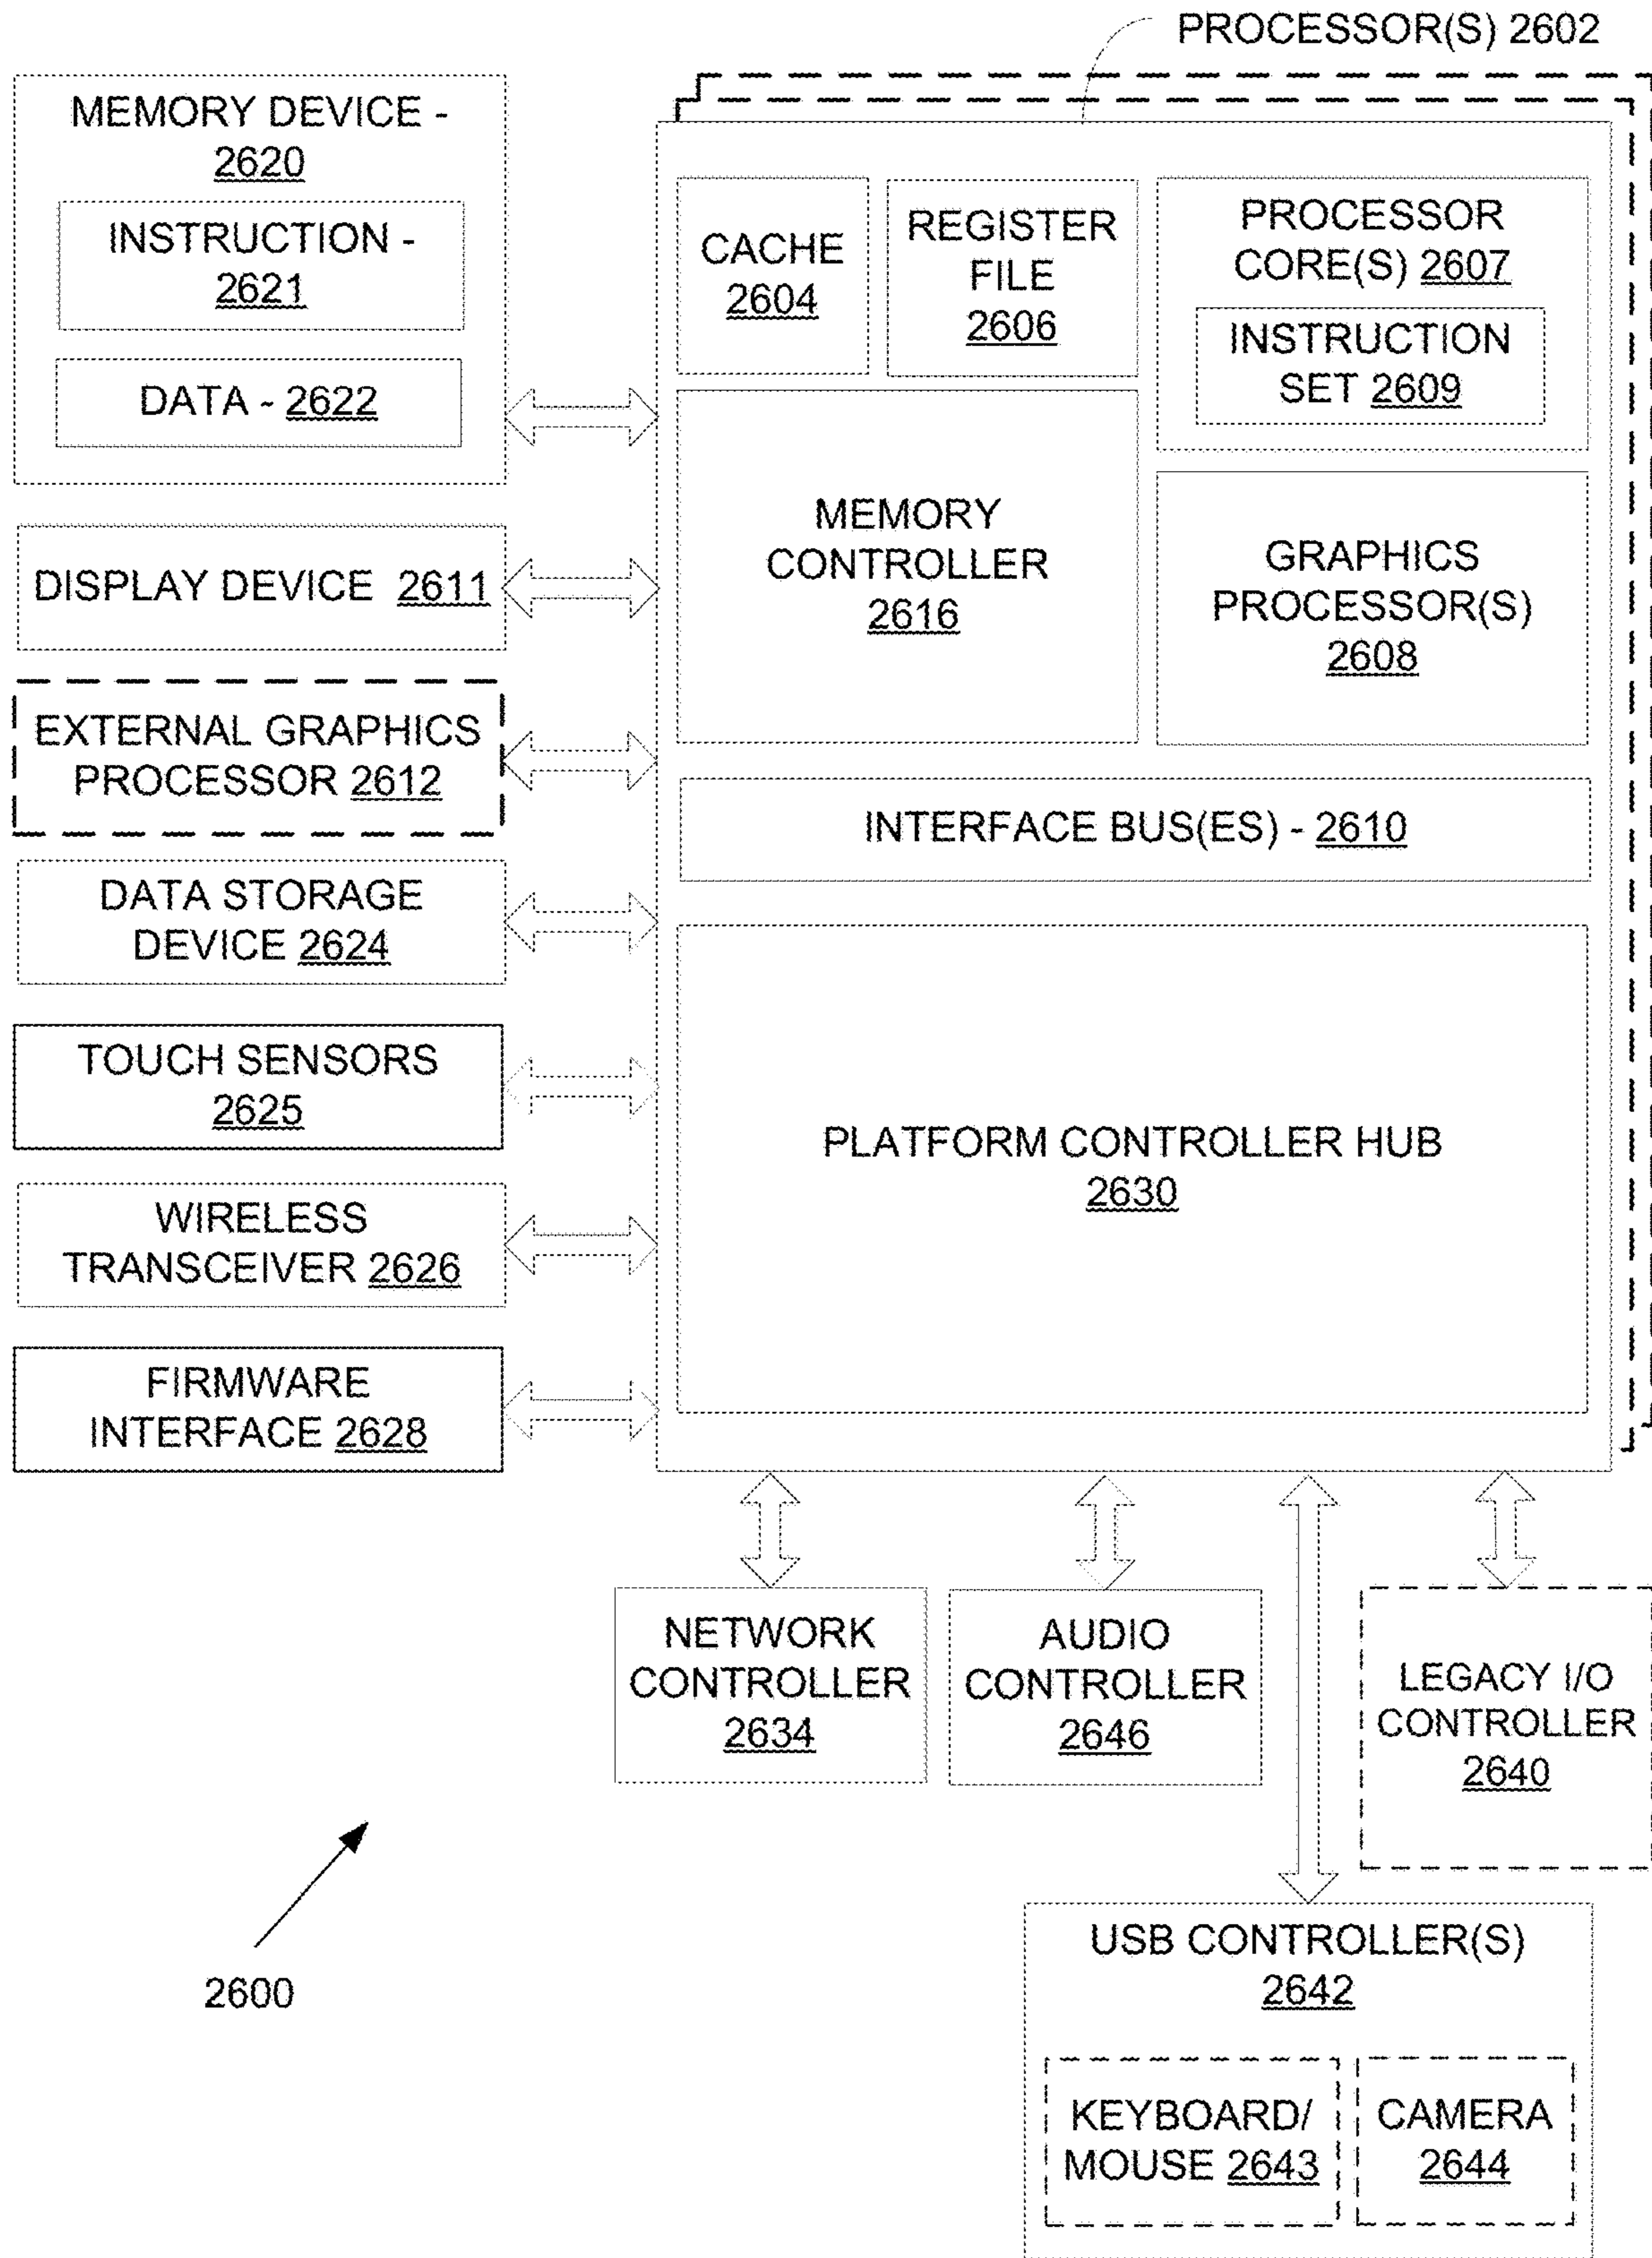 PROCESSOR(S) 2602
MEMORY DEVICE -
2620
INSTRUCTION -
2621
DATA - 2622
DISPLAY DEVICE 2611
EXTERNAL GRAPHICS
PROCESSOR 2612
DATA STORAGE
DEVICE 2624
TOUCH SENSORS
2625
WIRELESS
TRANSCEIVER 2626
FIRMWARE
INTERFACE 2628
CACHE
2604
REGISTER
FILE
2606
PROCESSOR
CORE(S) 2607
INSTRUCTION
SET 2609
MEMORY
CONTROLLER
2616
GRAPHICS
PROCESSOR(S)
2608
INTERFACE BUS(ES) - 2610
PLATFORM CONTROLLER HUB
2630
NETWORK
CONTROLLER
2634
AUDIO
CONTROLLER
2646
LEGACY I/O
CONTROLLER
2640
USB CONTROLLER(S)
2642
KEYBOARD/
MOUSE 2643
CAMERA
2644
2600